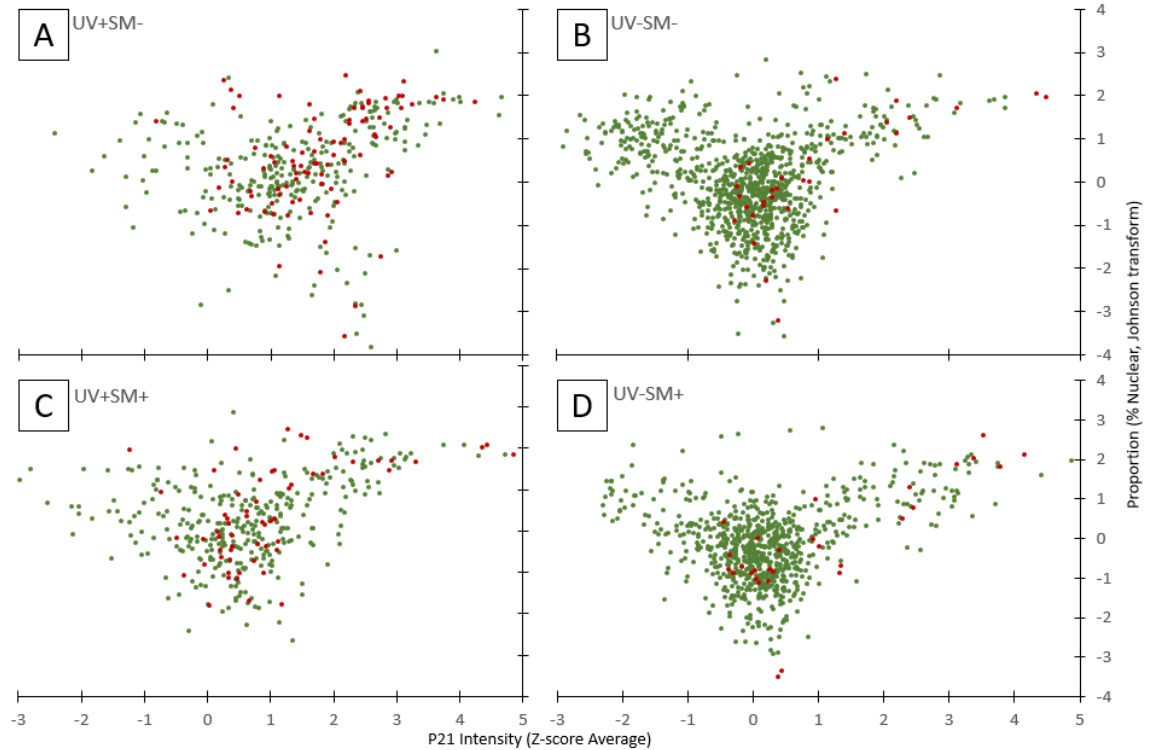 A UV+SM-
B UV-SM-
4
3
2
1
0
-1
-2
-3
-4
C UV+SM+
D UV-SM+
4
3
2
1
0
-1
-2
-3
-4
Proportion (% Nuclear, Johnson transform)
-3 -2 -1 0 1 2 3 4 5
-3 -2 -1 0 1 2 3 4 5
P21 Intensity (Z-score Average)